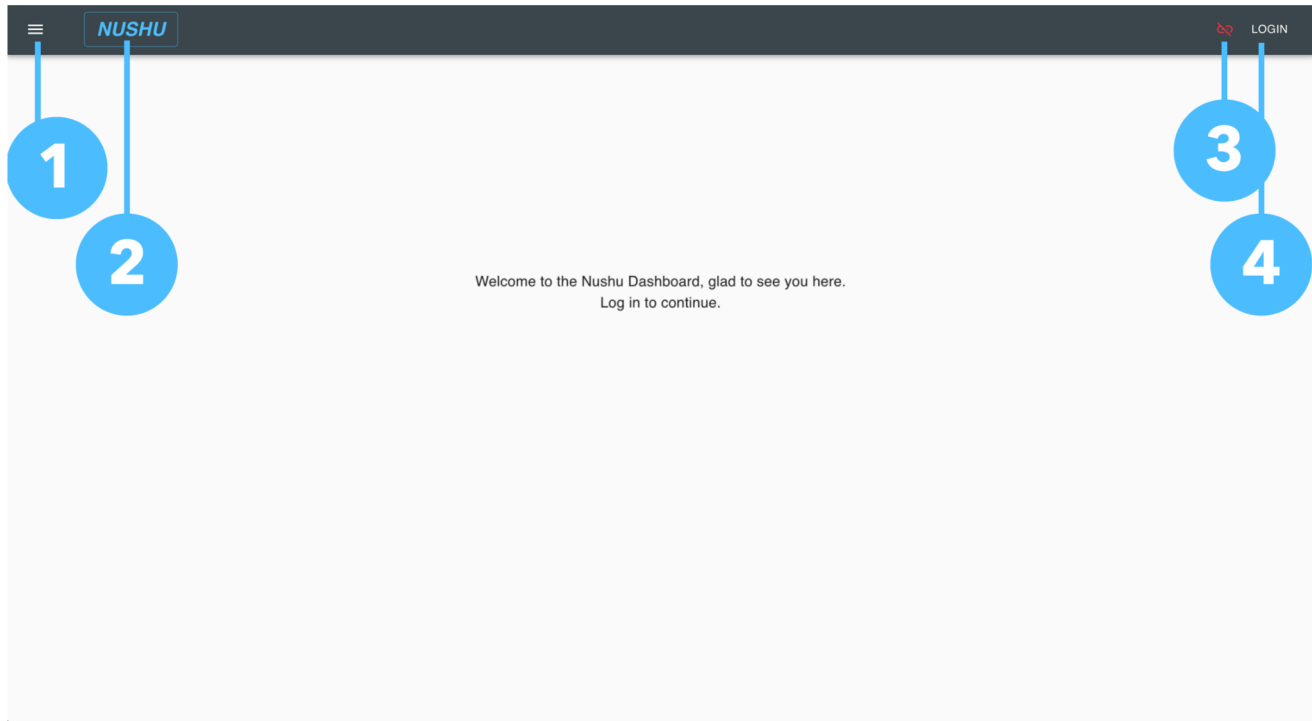 NUSHU
LOGIN
1
3
2
4
Welcome to the Nushu Dashboard, glad to see you here.
Log in to continue.